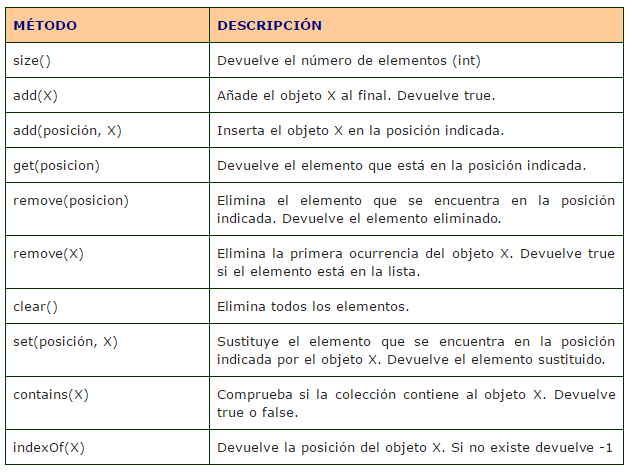 MÉTODO DESCRIPCIÓN
size() Devuelve el número de elementos (int)
add(X) Añade el objeto X al final. Devuelve true.
add(posición, X) Inserta el objeto X en la posición indicada.
get(posicion) Devuelve el elemento que está en la posición indicada.
remove(posicion) Elimina el elemento que se encuentra en la posición
indicada. Devuelve el elemento eliminado.
remove(X) Elimina la primera ocurrencia del objeto X. Devuelve true
si el elemento está en la lista.
clear() Elimina todos los elementos.
set(posición, X) Sustituye el elemento que se encuentra en la posición
indicada por el objeto X. Devuelve el elemento sustituido.
contains(X) Comprueba si la colección contiene al objeto X. Devuelve
true o false.
indexOf(X) Devuelve la posición del objeto X. Si no existe devuelve -1